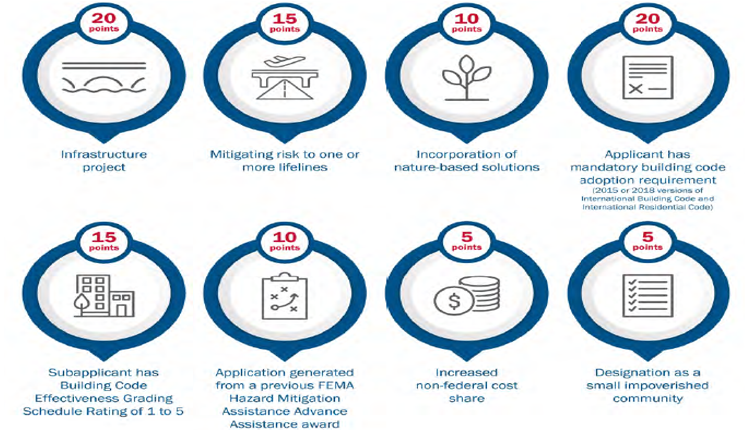 20
points
Infrastructure
project
15
points
Mitigating risk to one or
more lifelines
10
points
Incorporation of
nature-based solutions
20
points
Applicant has
mandatory building code
adoption requirement
(2015 or 2018 versions of
International Building Code and
International Residential Code)
15
points
Subapplicant has
Building Code
Effectiveness Grading
Schedule Rating of 1 to 5
10
points
Application generated
from a previous FEMA
Hazard Mitigation
Assistance Advance
Assistance award
5
points
$
Increased
non-federal cost
share
5
points
Designation as a
small impoverished
community